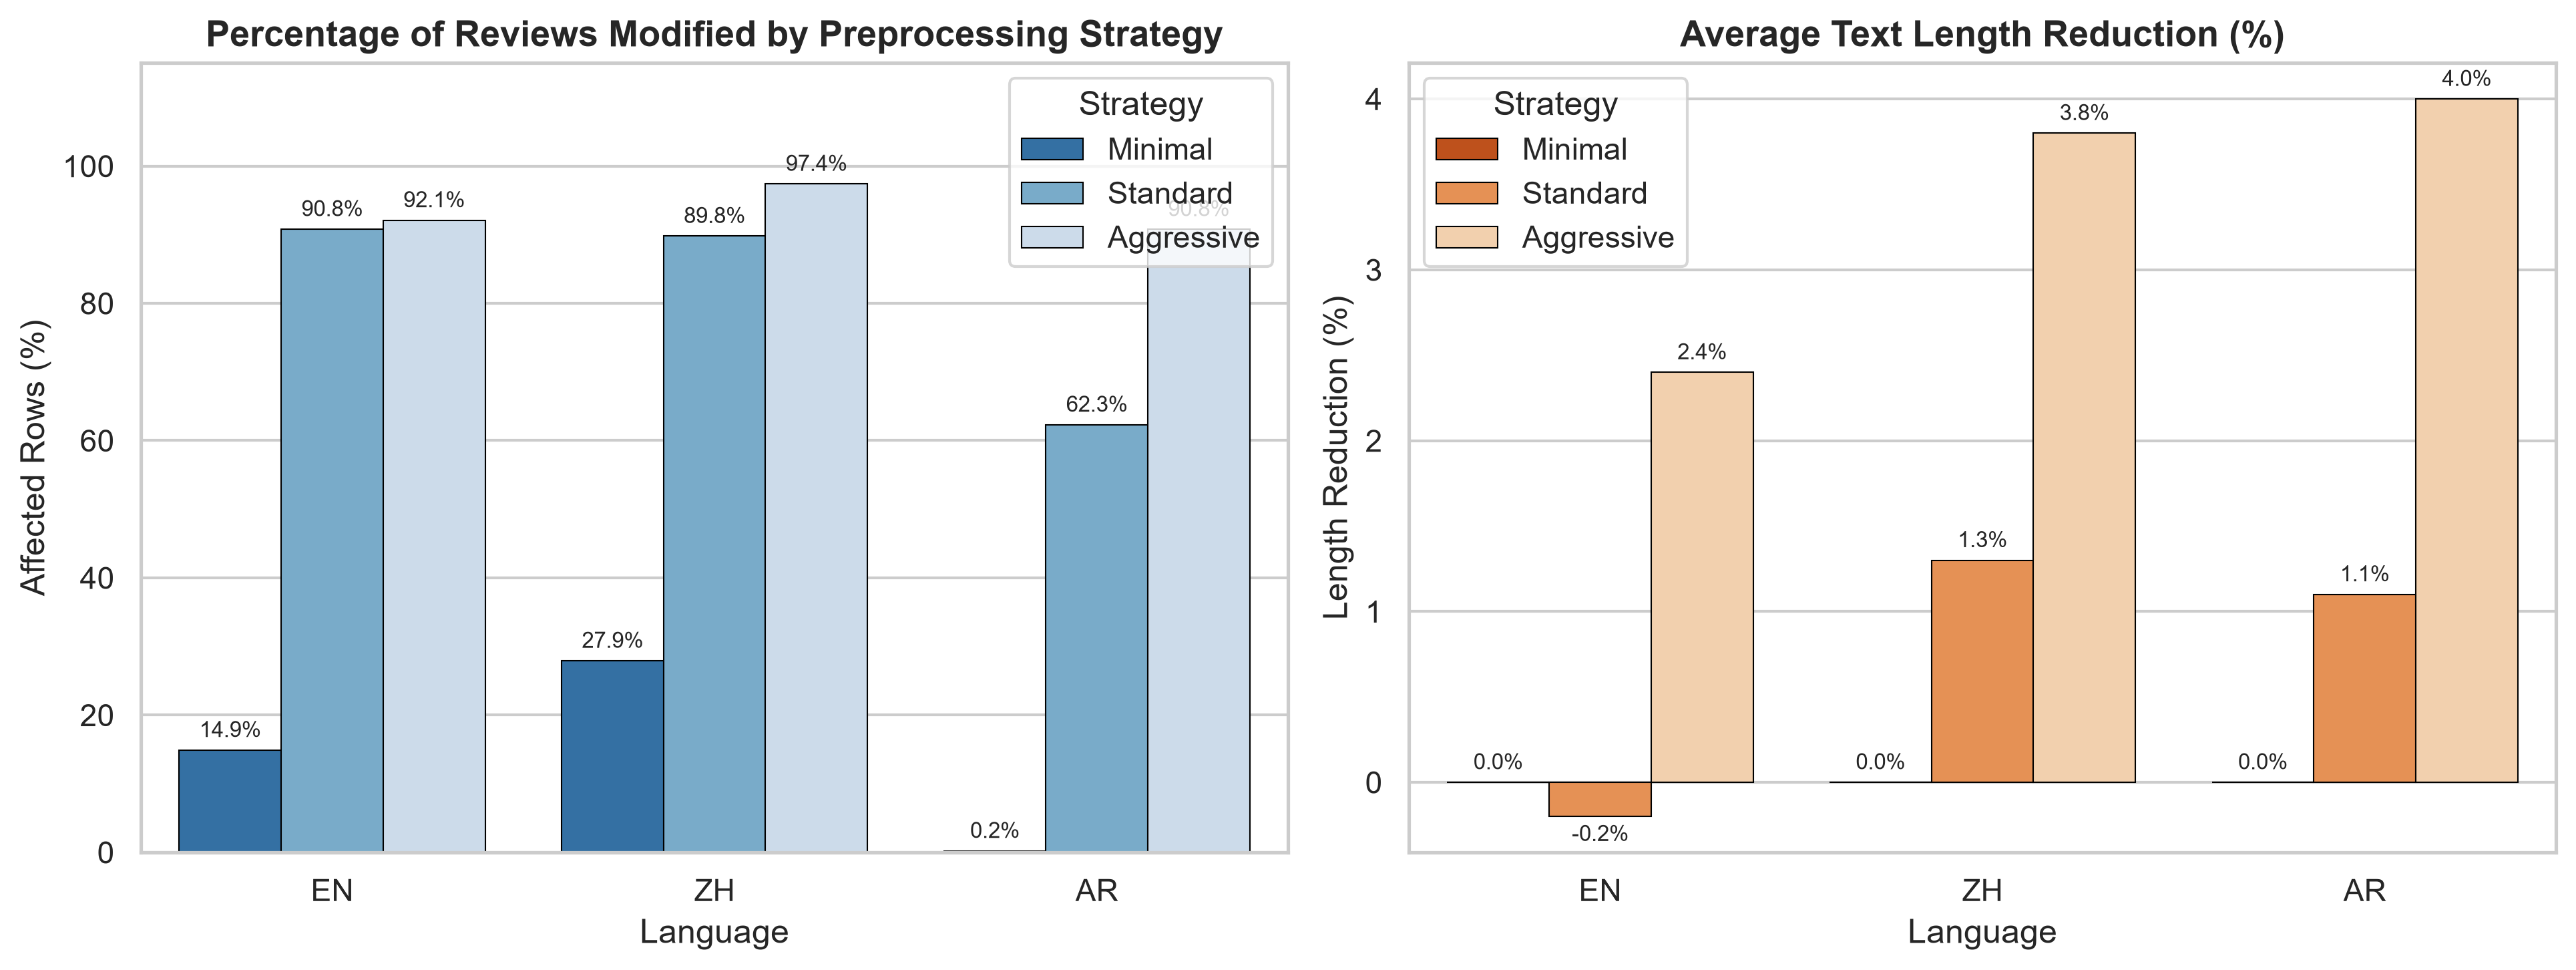 Percentage of Reviews Modified by Preprocessing Strategy
Affected Rows (%)
100
80
60
40
20
0
14.9%
90.8%
92.1%
27.9%
89.8%
97.4%
0.2%
62.3%
90.8%
Strategy
Minimal
Standard
Aggressive
EN
ZH
AR
Language
Average Text Length Reduction (%)
Length Reduction (%)
4
3
2
1
0
Strategy
Minimal
Standard
Aggressive
0.0%
-0.2%
2.4%
0.0%
1.3%
3.8%
0.0%
1.1%
4.0%
EN
ZH
AR
Language